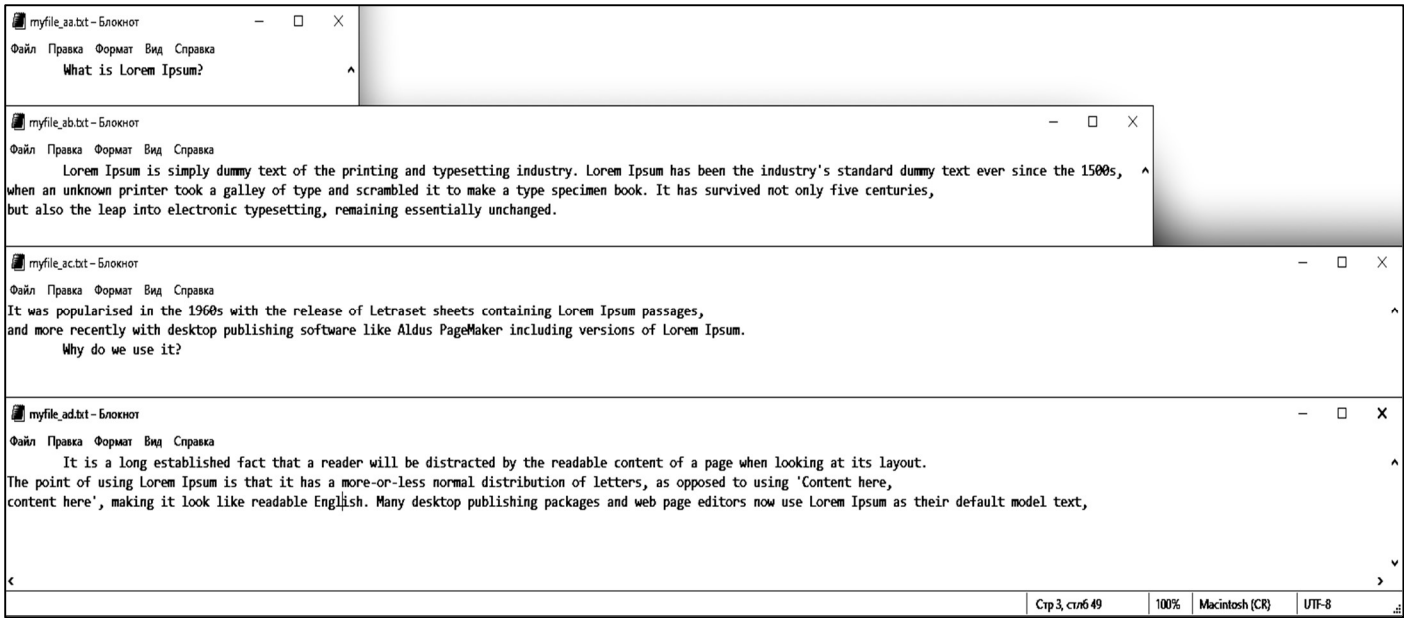 myfile_aa.txt – Блокнот
Файл Правка Формат Вид Справка
What is Lorem Ipsum?
myfile_ab.txt – Блокнот
Файл Правка Формат Вид Справка
Lorem Ipsum is simply dummy text of the printing and typesetting industry. Lorem Ipsum has been the industry's standard dummy text ever since the 1500s,
when an unknown printer took a galley of type and scrambled it to make a type specimen book. It has survived not only five centuries,
but also the leap into electronic typesetting, remaining essentially unchanged.
myfile_ac.txt – Блокнот
Файл Правка Формат Вид Справка
It was popularised in the 1960s with the release of Letraset sheets containing Lorem Ipsum passages,
and more recently with desktop publishing software like Aldus PageMaker including versions of Lorem Ipsum.
Why do we use it?
myfile_ad.txt – Блокнот
Файл Правка Формат Вид Справка
It is a long established fact that a reader will be distracted by the readable content of a page when looking at its layout.
The point of using Lorem Ipsum is that it has a more-or-less normal distribution of letters, as opposed to using 'Content here,
content here', making it look like readable English. Many desktop publishing packages and web page editors now use Lorem Ipsum as their default model text,
Стр 3, стлб 49 100% Macintosh (CR) UTF-8